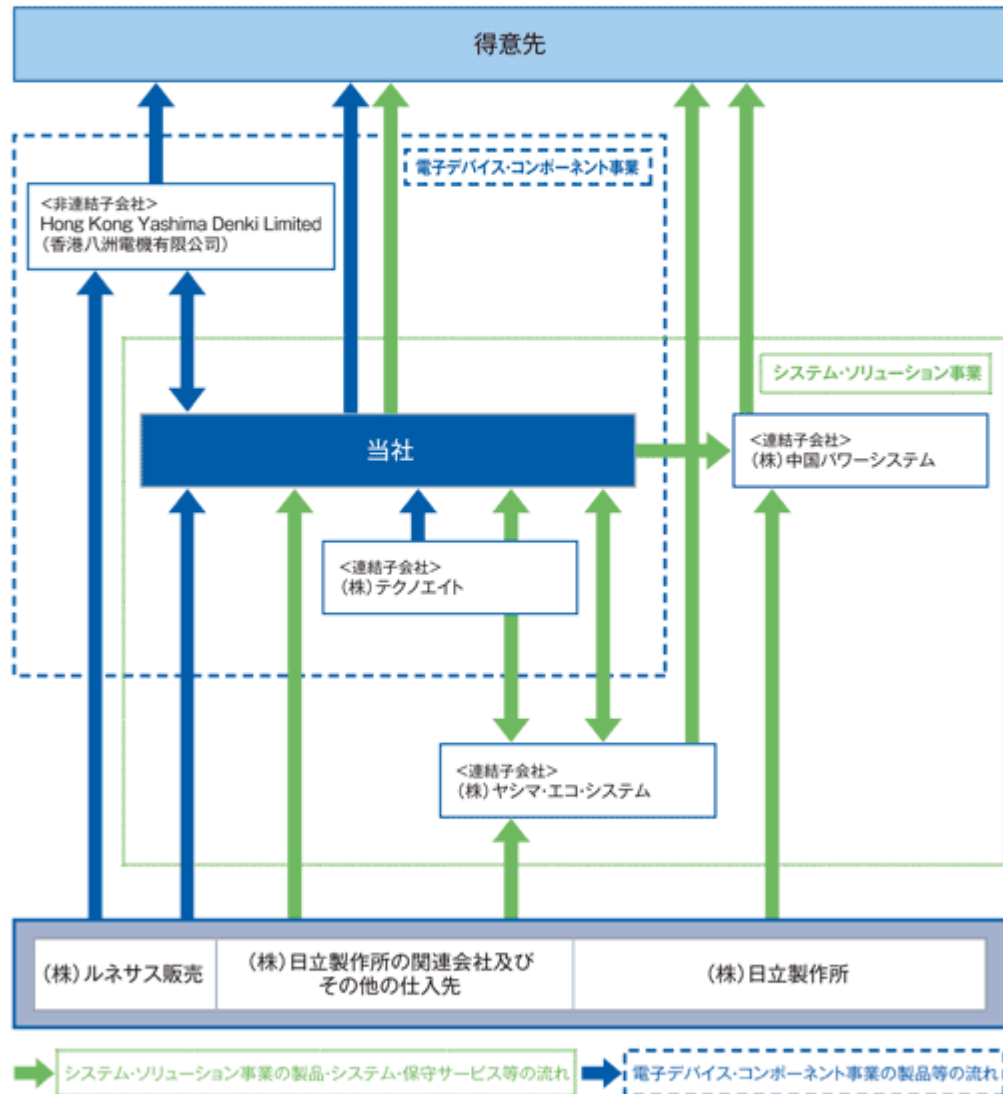 得意先
電子デバイス・コンポーネント事業
<非連結子会社>
Hong Kong Yashima Denki Limited
（香港八洲電機有限公司）
システム・ソリューション事業
当社
<連結子会社>
（株）中国パワーシステム
<連結子会社>
（株）テクノエイト
<連結子会社>
（株）ヤシマ・エコ・システム
（株）ルネサス販売
（株）日立製作所の関連会社及び
その他の仕入先
（株）日立製作所
システム・ソリューション事業の製品・システム・保守サービス等の流れ
電子デバイス・コンポーネント事業の製品等の流れ